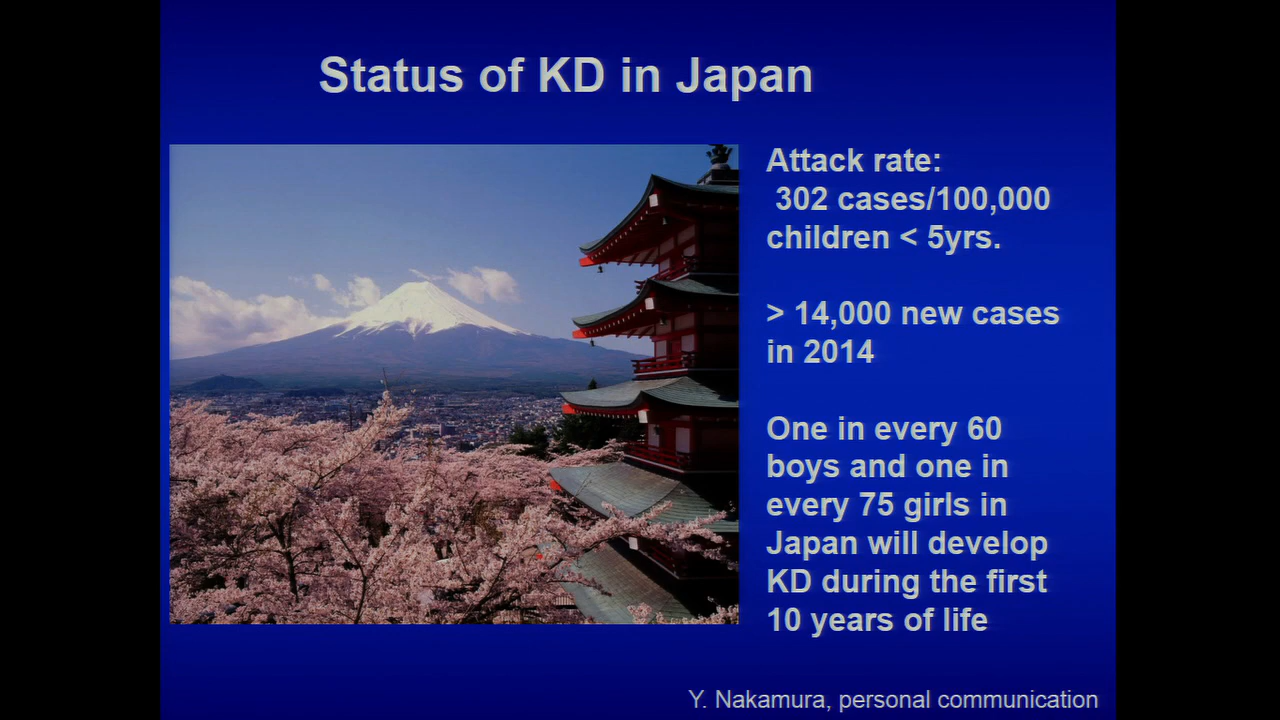 Status of KD in Japan
Attack rate:
302 cases/100,000
children < 5yrs.
> 14,000 new cases
in 2014
One in every 60
boys and one in
every 75 girls in
Japan will develop
KD during the first
10 years of life
Y. Nakamura, personal communication